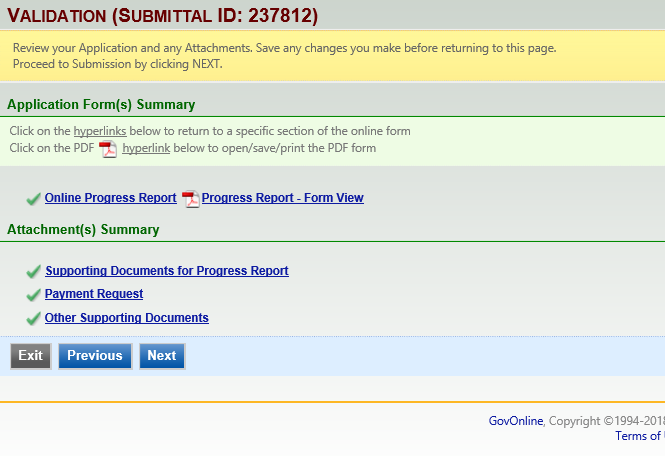 VALIDATION (SUBMITTAL ID: 237812)
Review your Application and any Attachments. Save any changes you make before returning to this page.
Proceed to Submission by clicking NEXT.
Application Form(s) Summary
Click on the hyperlinks below to return to a specific section of the online form
Click on the PDF hyperlink below to open/save/print the PDF form
Online Progress Report Progress Report - Form View
Attachment(s) Summary
Supporting Documents for Progress Report
Payment Request
Other Supporting Documents
Exit Previous Next
GovOnline, Copyright ©1994-2018
Terms of